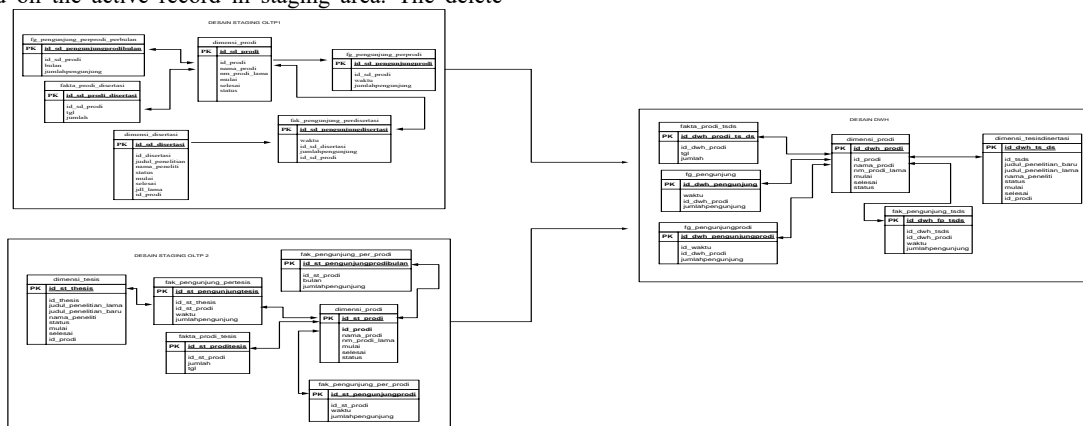 d on the active record in staging area. The delete
DESAIN STAGING OLTP1
fg_pengunjung_perprodi_perbulan
PK id_sd_pengunjungprodibulan
id_sd_prodi
bulan
jumlahpengunjung
dimensi_prodi
PK id_sd_prodi
id_prodi
nama_prodi
nm_prodi_lama
mulai
selesai
status
fg_pengunjung_perprodi
PK id_sd_pengunjungprodi
id_sd_prodi
waktu
jumlahpengunjung
fakta_prodi_disertasi
PK id_sd_prodi_disertasi
id_sd_prodi
tgl
jumlah
dimensi_disertasi
PK id_sd_disertasi
id_disertasi
judul_penelitian
nama_peneliti
status
mulai
selesai
jdl_lama
id_prodi
fak_pengunjung_perdisertasi
PK id_sd_pengunjungdisertasi
waktu
id_sd_disertasi
jumlahpengunjung
id_sd_prodi
DESAIN STAGING OLTP 2
dimensi_tesis
PK id_st_thesis
id_thesis
judul_penelitian_lama
judul_penelitian_baru
nama_peneliti
status
mulai
selesai
id_prodi
fak_pengunjung_pertesis
PK id_st_pengunjungtesis
id_st_thesis
id_st_prodi
waktu
jumlahpengunjung
fakta_prodi_tesis
PK id_st_proditesis
id_st_prodi
jumlah
tgl
fak_pengunjung_per_prodi
PK id_st_pengunjungprodibulan
id_st_prodi
bulan
jumlahpengunjung
dimensi_prodi
PK id_st_prodi
id_prodi
nama_prodi
nm_prodi_lama
mulai
selesai
status
fak_pengunjung_per_prodi
PK id_st_pengunjungprodi
id_st_prodi
waktu
jumlahpengunjung
DESAIN DWH
fakta_prodi_tsds
PK id_dwh_prodi_ts_ds
id_dwh_prodi
tgl
jumlah
fg_pengunjung
PK id_dwh_pengunjung
waktu
id_dwh_prodi
jumlahpengunjung
fg_pengunjungprodi
PK id_dwh_pengunjungprodi
id_waktu
id_dwh_prodi
jumlahpengunjung
dimensi_prodi
PK id_dwh_prodi
id_prodi
nama_prodi
nm_prodi_lama
mulai
selesai
status
dimensi_tesisdisertasi
PK id_dwh_ts_ds
id_tsds
judul_penelitian_baru
judul_penelitian_lama
nama_peneliti
status
mulai
selesai
id_prodi
fak_pengunjung_tsds
PK id_dwh_fp_tsds
id_dwh_tsds
id_dwh_prodi
waktu
jumlahpengunjung